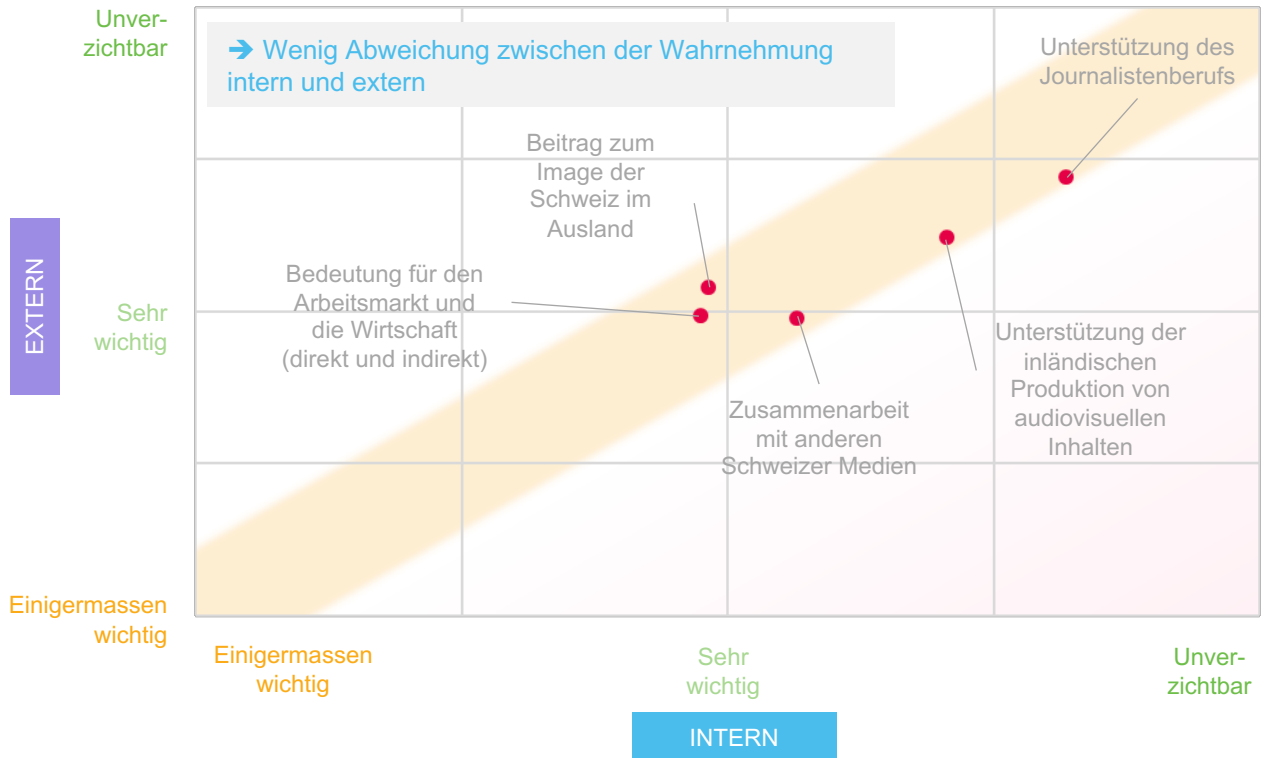 Unver-
zichtbar
➔ Wenig Abweichung zwischen der Wahrnehmung
intern und extern
Unterstützung des
Journalistenberufs
Beitrag zum
Image der
Schweiz im
Ausland
Bedeutung für den
Arbeitsmarkt und
die Wirtschaft
(direkt und indirekt)
EXTERN
Sehr
wichtig
Zusammenarbeit
mit anderen
Schweizer Medien
Unterstützung der
inländischen
Produktion von
audiovisuellen
Inhalten
Einigermassen
wichtig
Einigermassen
wichtig
Sehr
wichtig
Unver-
zichtbar
INTERN